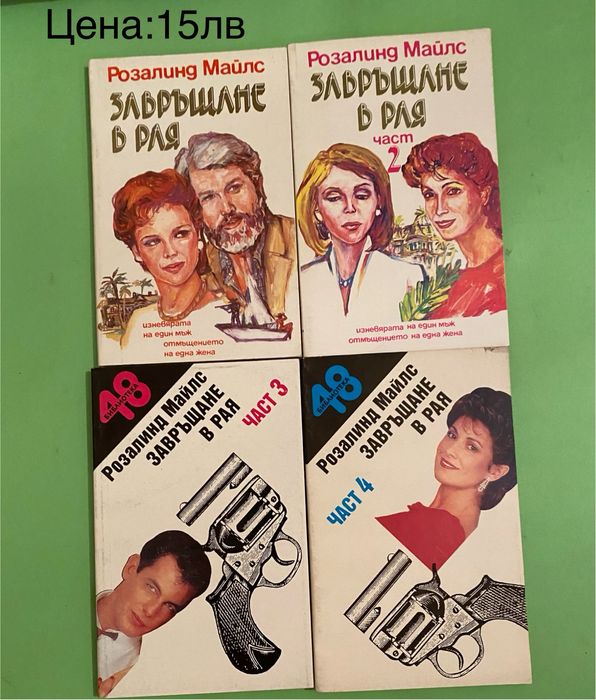 Цена:15лв
Розалинд Майлс
ЗАВРЪЩАНЕ
В РАЯ
изневярата
на един мъж
отмъщението
на една жена
Розалинд Майлс
ЗАВРЪЩАНЕ
В РАЯ
част
2
изневярата на един мъж
отмъщението на една жена
48
БИБЛИОТЕКА
Розалинд Майлс
ЗАВРЪЩАНЕ
В РАЯ
ЧАСТ 3
48
БИБЛИОТЕКА
Розалинд Майлс
ЗАВРЪЩАНЕ
В РАЯ
ЧАСТ 4